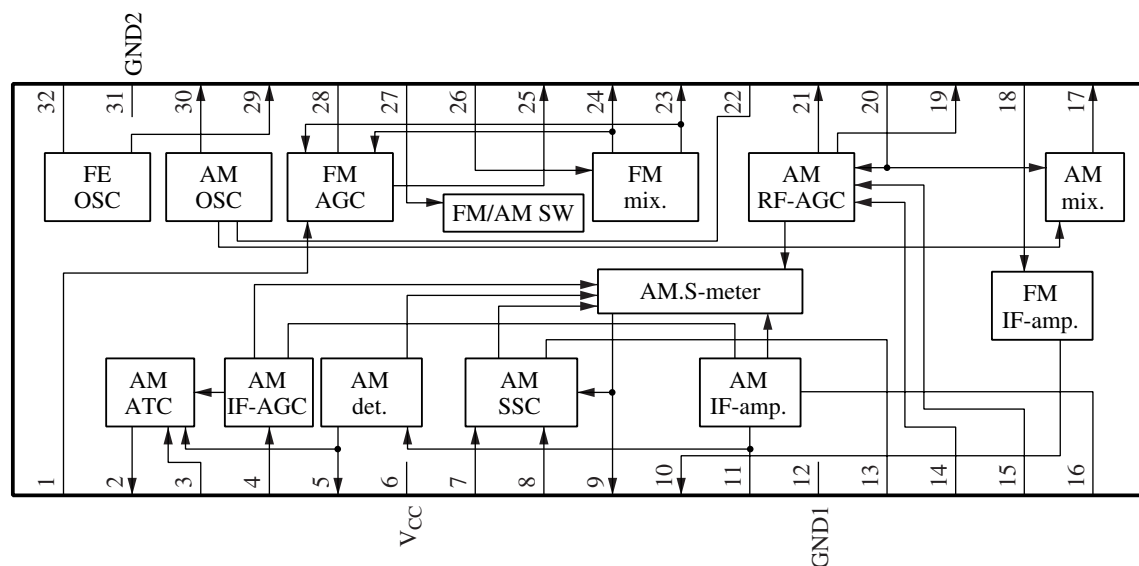 GND2
32 31 30 29 28 27 26 25 24 23 22 21 20 19 18 17
FE
OSC
AM
OSC
FM
AGC
FM/AM SW
FM
mix.
AM
RF-AGC
AM
mix.
AM.S-meter
FM
IF-amp.
AM
ATC
AM
IF-AGC
AM
det.
AM
SSC
AM
IF-amp.
1 2 3 4 5 6 7 8 9 10 11 12 13 14 15 16
VCC
GND1